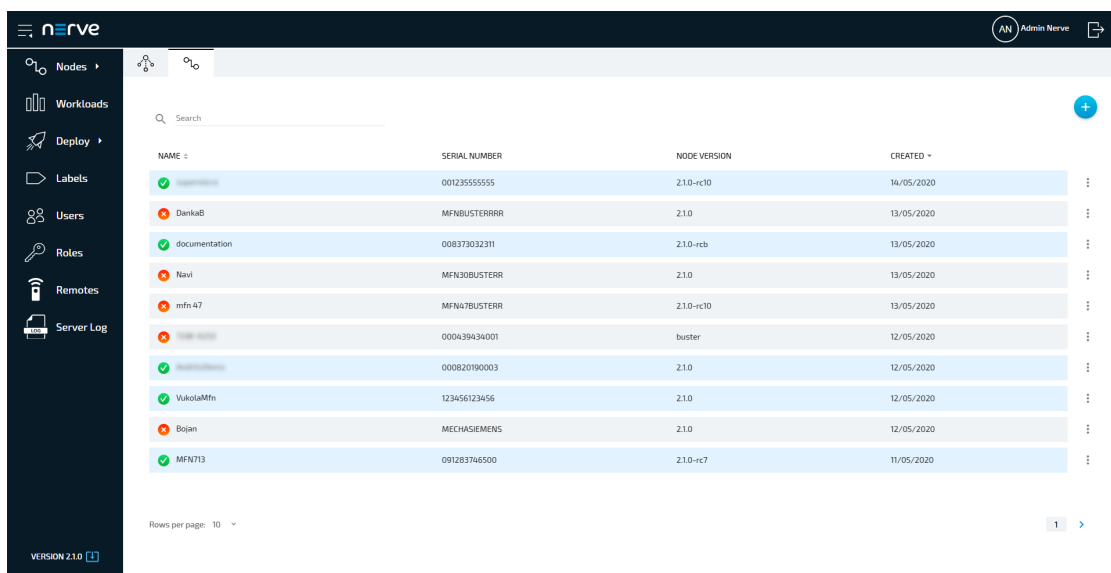 nerve
AN Admin Nerve
Nodes
Workloads
Deploy
Labels
Users
Roles
Remotes
LOG Server Log
VERSION 2.1.0
Search
NAME SERIAL NUMBER NODE VERSION CREATED
001235555555 2.1.0-rc10 14/05/2020
DankaB MFNBUSTERRRR 2.1.0 13/05/2020
documentation 008373032311 2.1.0-rcb 13/05/2020
Navi MFN30BUSTERR 2.1.0 13/05/2020
mfn 47 MFN47BUSTERR 2.1.0-rc10 13/05/2020
000439434001 buster 12/05/2020
000820190003 2.1.0 12/05/2020
VukolaMfn 123456123456 2.1.0 12/05/2020
Bojan MECHASIEMENS 2.1.0 12/05/2020
MFN713 091283746500 2.1.0-rc7 11/05/2020
Rows per page: 10
1